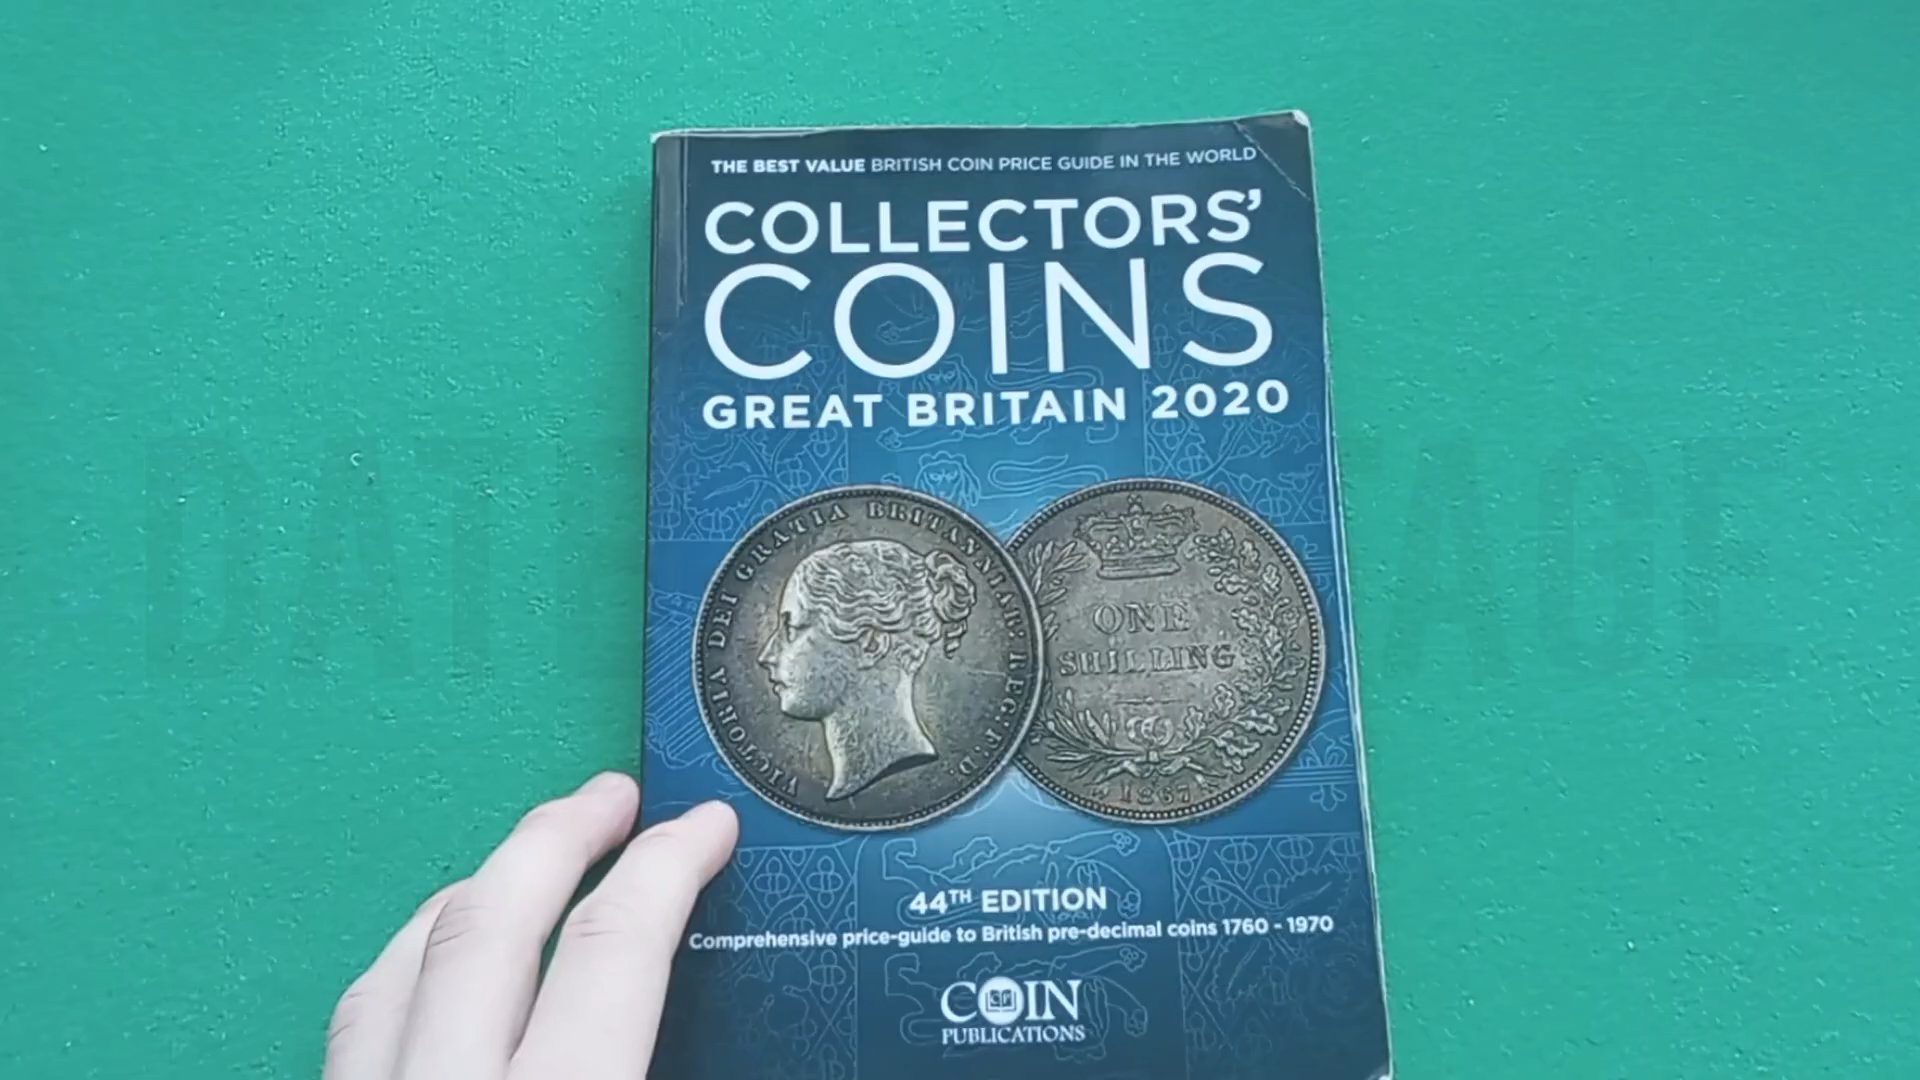 THE BEST VALUE BRITISH COIN PRICE GUIDE IN THE WORLD
COLLECTORS'
COINS
GREAT BRITAIN 2020
VICTORIA DEI GRATIA BRITANNIAR: REG: F: D:
ONE
SHILLING
1867
44TH EDITION
Comprehensive price-guide to British pre-decimal coins 1760 - 1970
COIN
PUBLICATIONS